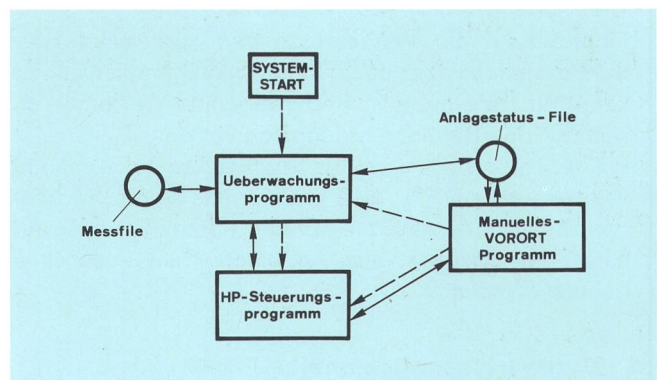 SYSTEM-
START
Anlagestatus - File
Ueberwachungs-
programm
Messfile
Manuelles-
VORORT
Programm
HP-Steuerungs-
programm